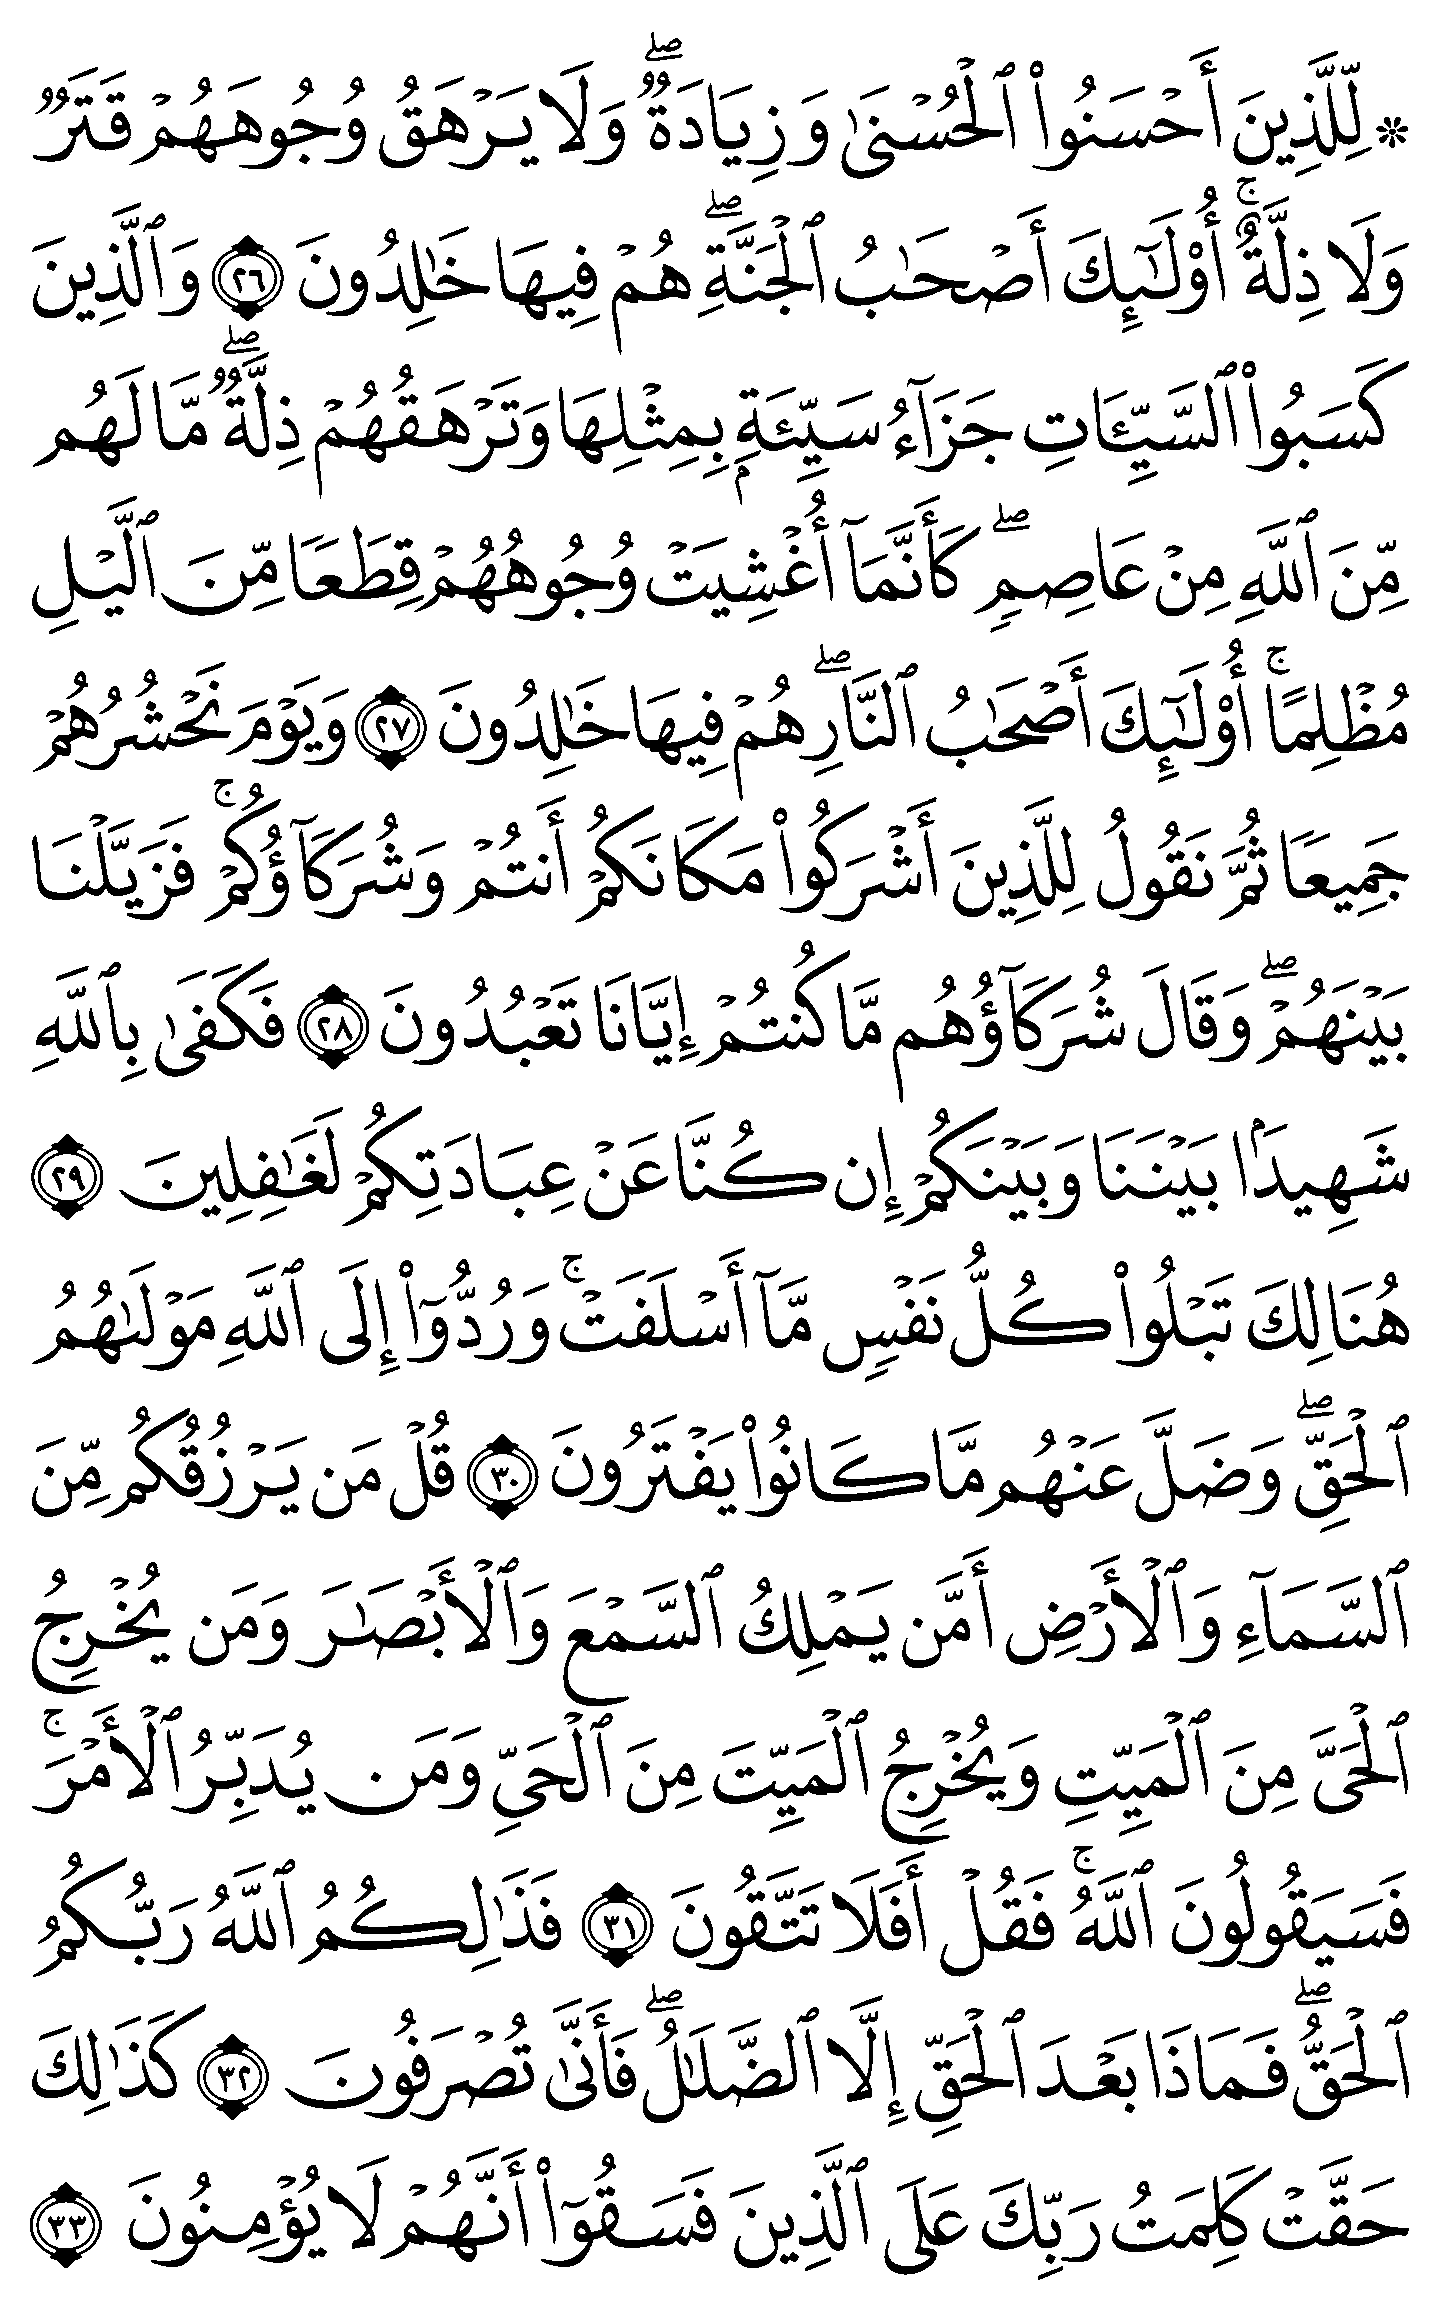 ۞ لِّلَّذِينَ أَحْسَنُوا۟ ٱلْحُسْنَىٰ وَزِيَادَةٌۭ ۖ وَلَا يَرْهَقُ وُجُوهَهُمْ قَتَرٌۭ
وَلَا ذِلَّةٌ ۚ أُو۟لَـٰٓئِكَ أَصْحَـٰبُ ٱلْجَنَّةِ ۖ هُمْ فِيهَا خَـٰلِدُونَ ٢٦ وَٱلَّذِينَ
كَسَبُوا۟ ٱلسَّيِّـَٔاتِ جَزَآءُ سَيِّئَةٍۭ بِمِثْلِهَا وَتَرْهَقُهُمْ ذِلَّةٌۭ ۖ مَّا لَهُم
مِّنَ ٱللَّهِ مِنْ عَاصِمٍۢ ۖ كَأَنَّمَآ أُغْشِيَتْ وُجُوهُهُمْ قِطَعًۭا مِّنَ ٱلَّيْلِ
مُظْلِمًا ۚ أُو۟لَـٰٓئِكَ أَصْحَـٰبُ ٱلنَّارِ ۖ هُمْ فِيهَا خَـٰلِدُونَ ٢٧ وَيَوْمَ نَحْشُرُهُمْ
جَمِيعًۭا ثُمَّ نَقُولُ لِلَّذِينَ أَشْرَكُوا۟ مَكَانَكُمْ أَنتُمْ وَشُرَكَآؤُكُمْ ۚ فَزَيَّلْنَا
بَيْنَهُمْ ۖ وَقَالَ شُرَكَآؤُهُم مَّا كُنتُمْ إِيَّانَا تَعْبُدُونَ ٢٨ فَكَفَىٰ بِٱللَّهِ
شَهِيدًۢا بَيْنَنَا وَبَيْنَكُمْ إِن كُنَّا عَنْ عِبَادَتِكُمْ لَغَـٰفِلِينَ ٢٩
هُنَالِكَ تَبْلُوا۟ كُلُّ نَفْسٍۢ مَّآ أَسْلَفَتْ ۚ وَرُدُّوٓا۟ إِلَى ٱللَّهِ مَوْلَىٰهُمُ
ٱلْحَقِّ ۖ وَضَلَّ عَنْهُم مَّا كَانُوا۟ يَفْتَرُونَ ٣٠ قُلْ مَن يَرْزُقُكُم مِّنَ
ٱلسَّمَآءِ وَٱلْأَرْضِ أَمَّن يَمْلِكُ ٱلسَّمْعَ وَٱلْأَبْصَـٰرَ وَمَن يُخْرِجُ
ٱلْحَىَّ مِنَ ٱلْمَيِّتِ وَيُخْرِجُ ٱلْمَيِّتَ مِنَ ٱلْحَىِّ وَمَن يُدَبِّرُ ٱلْأَمْرَ ۚ
فَسَيَقُولُونَ ٱللَّهُ ۚ فَقُلْ أَفَلَا تَتَّقُونَ ٣١ فَذَٰلِكُمُ ٱللَّهُ رَبُّكُمُ
ٱلْحَقُّ ۖ فَمَاذَا بَعْدَ ٱلْحَقِّ إِلَّا ٱلضَّلَـٰلُ ۖ فَأَنَّىٰ تُصْرَفُونَ ٣٢ كَذَٰلِكَ
حَقَّتْ كَلِمَتُ رَبِّكَ عَلَى ٱلَّذِينَ فَسَقُوٓا۟ أَنَّهُمْ لَا يُؤْمِنُونَ ٣٣